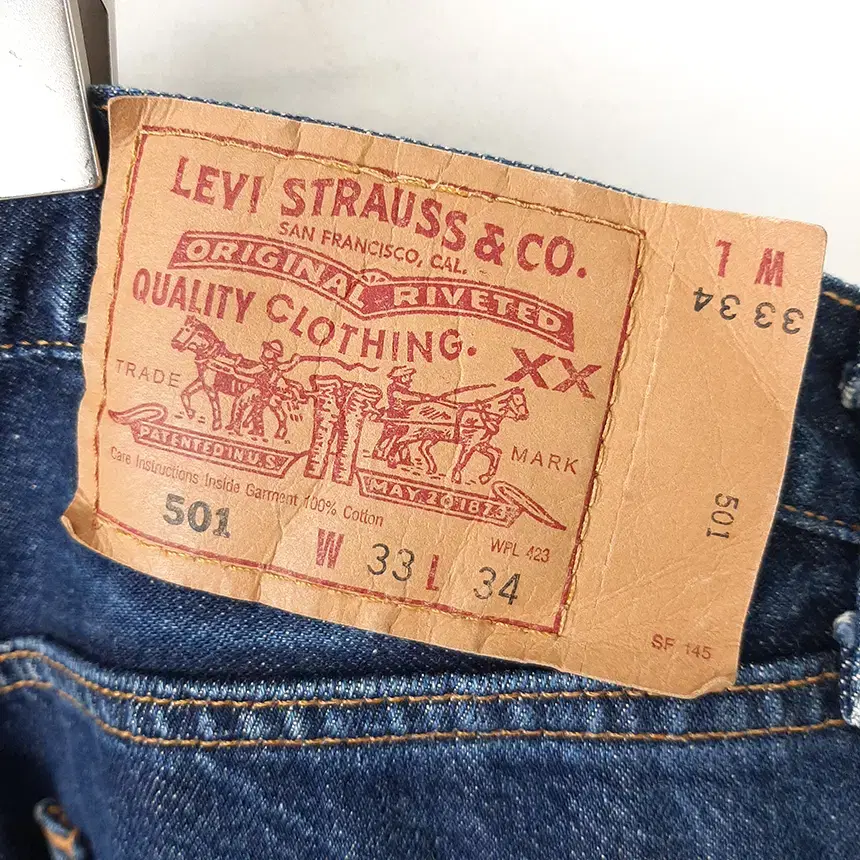 LEVI STRAUSS & CO.
SAN FRANCISCO, CAL.
ORIGINAL RIVETED
QUALITY CLOTHING.
XX
TRADE MARK
PATENTED IN U.S.
MAY 20 1873
Care Instructions Inside Garment 100% Cotton
WPL 423
501 W 33 L 34
W L
33 34
501
SF 145